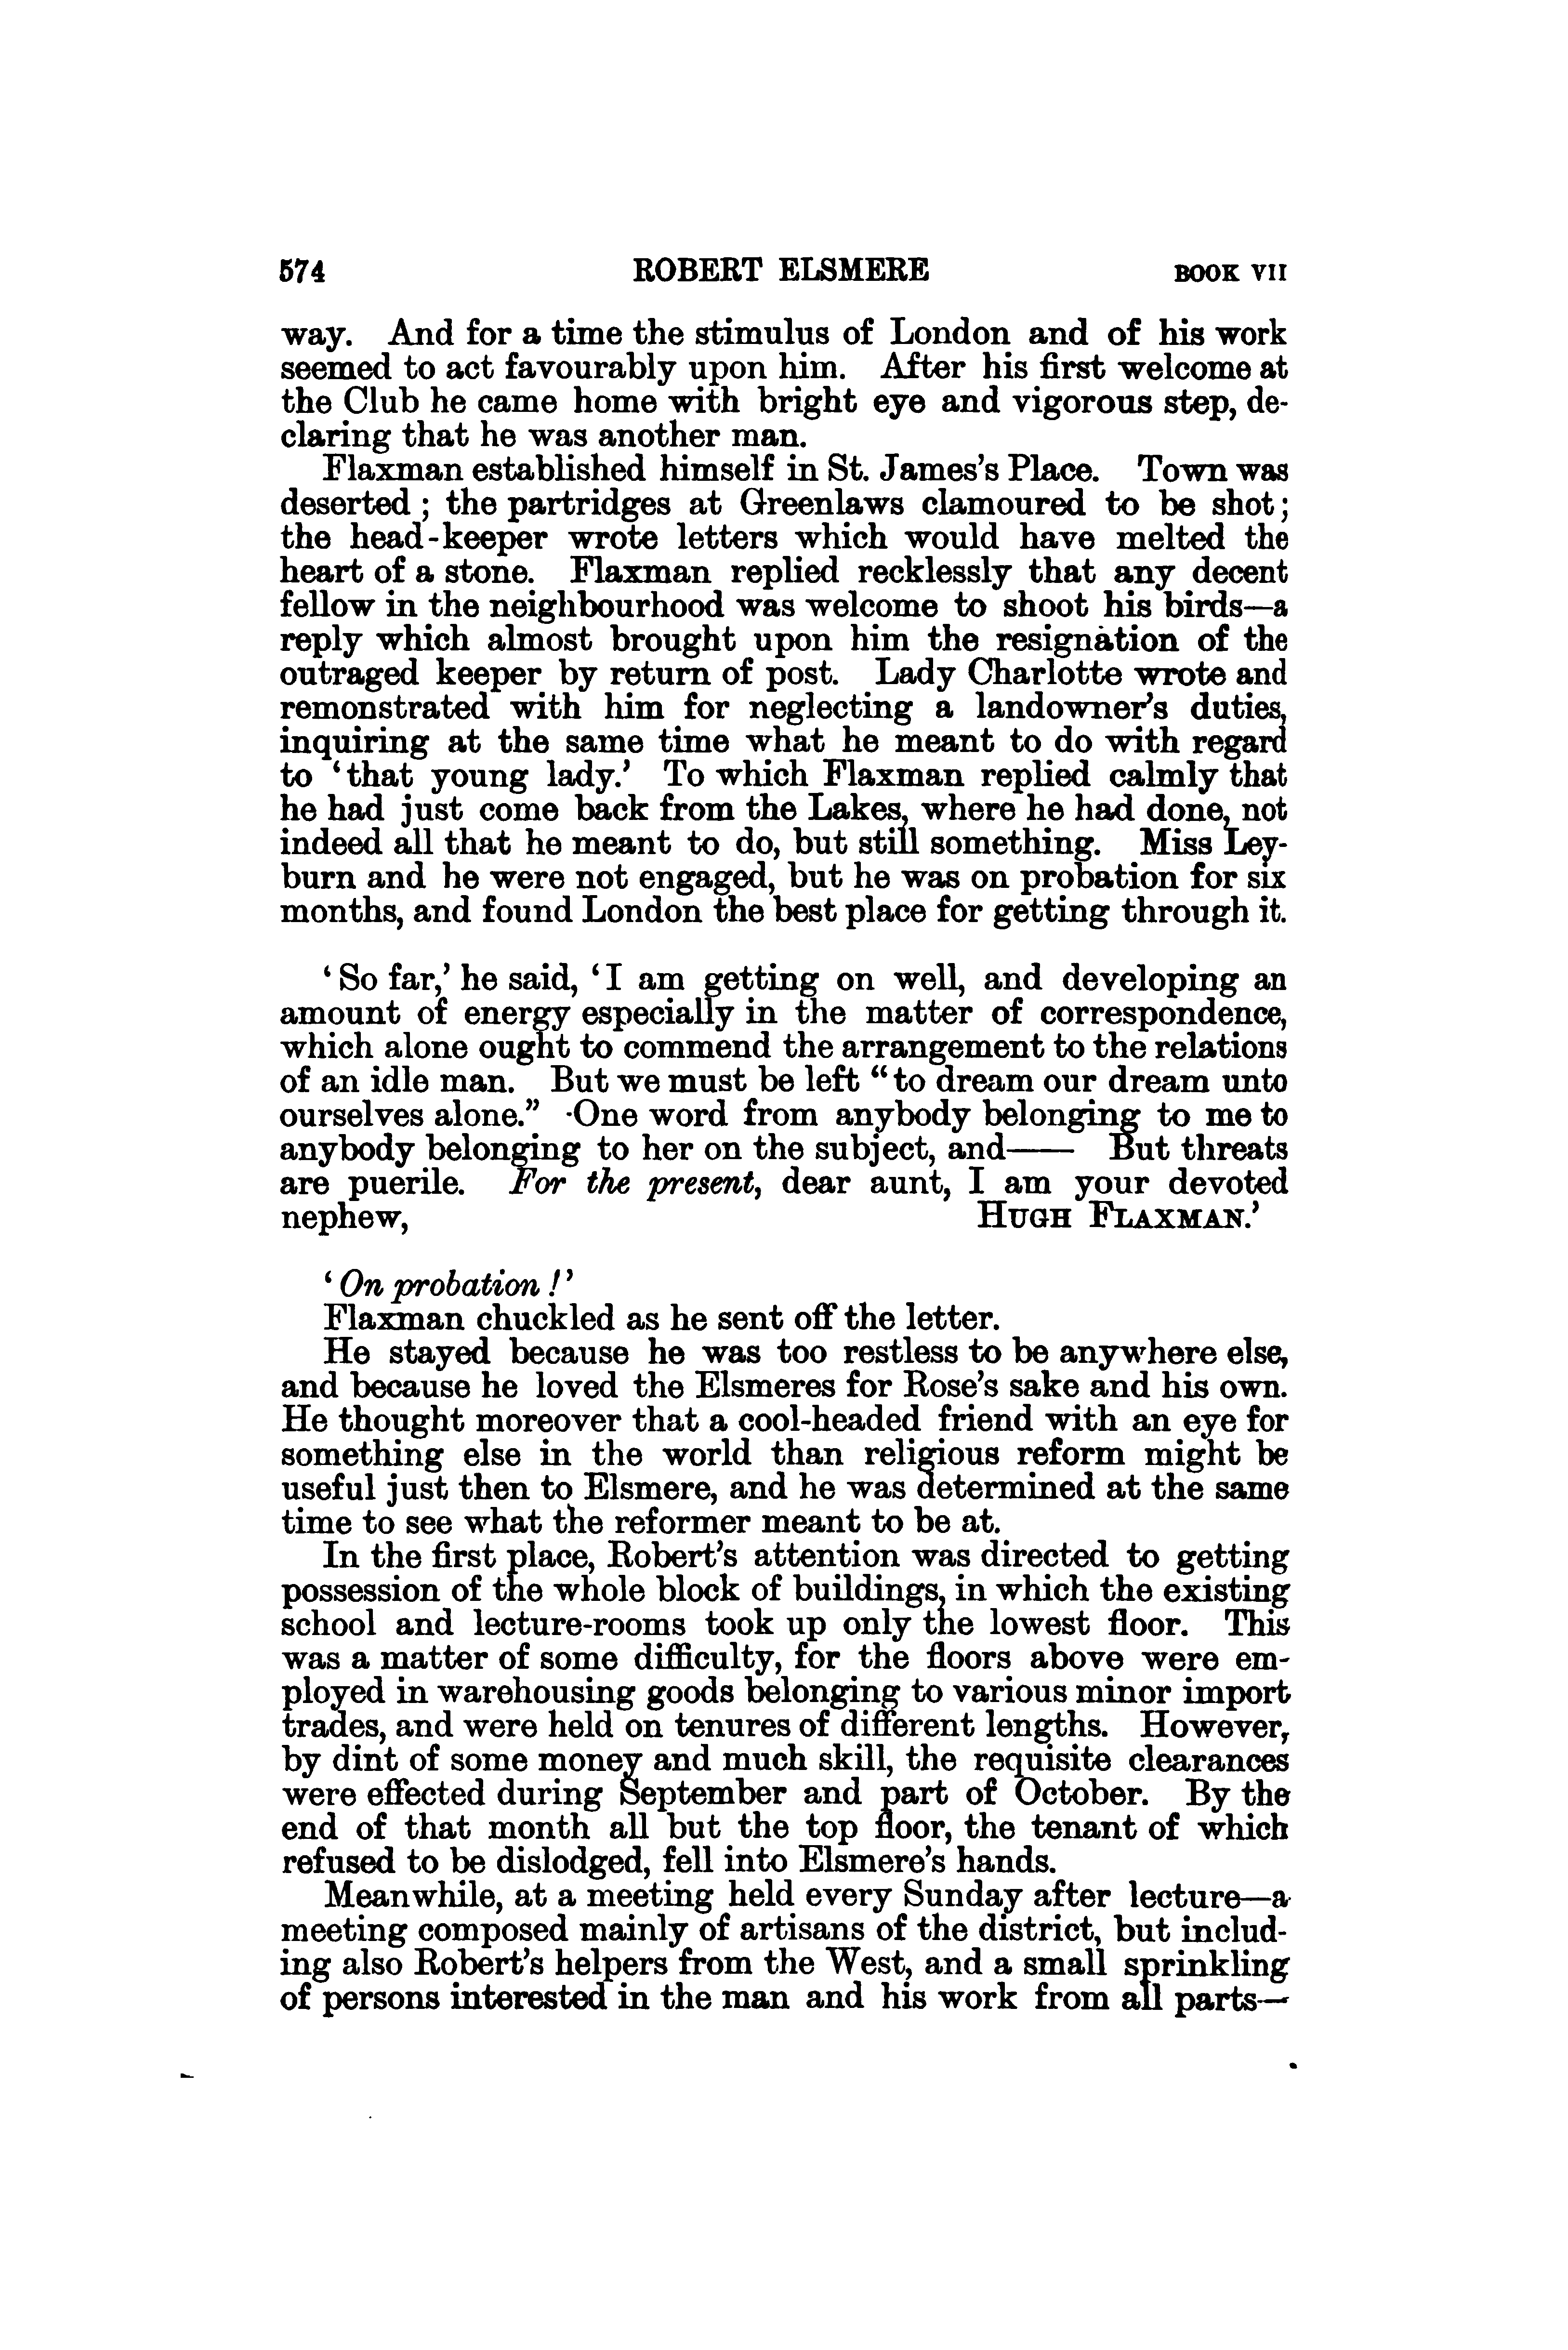 574 ROBERT ELSMERE BOOK VII
way. And for a time the stimulus of London and of his work
seemed to act favourably upon him. After his first welcome at
the Club he came home with bright eye and vigorous step, de-
claring that he was another man.
Flaxman established himself in St. James's Place. Town was
deserted ; the partridges at Greenlaws clamoured to be shot ;
the head-keeper wrote letters which would have melted the
heart of a stone. Flaxman replied recklessly that any decent
fellow in the neighbourhood was welcome to shoot his birds—a
reply which almost brought upon him the resignation of the
outraged keeper by return of post. Lady Charlotte wrote and
remonstrated with him for neglecting a landowner's duties,
inquiring at the same time what he meant to do with regard
to 'that young lady.' To which Flaxman replied calmly that
he had just come back from the Lakes, where he had done, not
indeed all that he meant to do, but still something. Miss Ley-
burn and he were not engaged, but he was on probation for six
months, and found London the best place for getting through it.
'So far,' he said, 'I am getting on well, and developing an
amount of energy especially in the matter of correspondence,
which alone ought to commend the arrangement to the relations
of an idle man. But we must be left "to dream our dream unto
ourselves alone." One word from anybody belonging to me to
anybody belonging to her on the subject, and—— But threats
are puerile. For the present, dear aunt, I am your devoted
nephew, HUGH FLAXMAN.'
'On probation !'
Flaxman chuckled as he sent off the letter.
He stayed because he was too restless to be anywhere else,
and because he loved the Elsmeres for Rose's sake and his own.
He thought moreover that a cool-headed friend with an eye for
something else in the world than religious reform might be
useful just then to Elsmere, and he was determined at the same
time to see what the reformer meant to be at.
In the first place, Robert's attention was directed to getting
possession of the whole block of buildings, in which the existing
school and lecture-rooms took up only the lowest floor. This
was a matter of some difficulty, for the floors above were em-
ployed in warehousing goods belonging to various minor import
trades, and were held on tenures of different lengths. However,
by dint of some money and much skill, the requisite clearances
were effected during September and part of October. By the
end of that month all but the top floor, the tenant of which
refused to be dislodged, fell into Elsmere's hands.
Meanwhile, at a meeting held every Sunday after lecture—a
meeting composed mainly of artisans of the district, but includ-
ing also Robert's helpers from the West, and a small sprinkling
of persons interested in the man and his work from all parts—